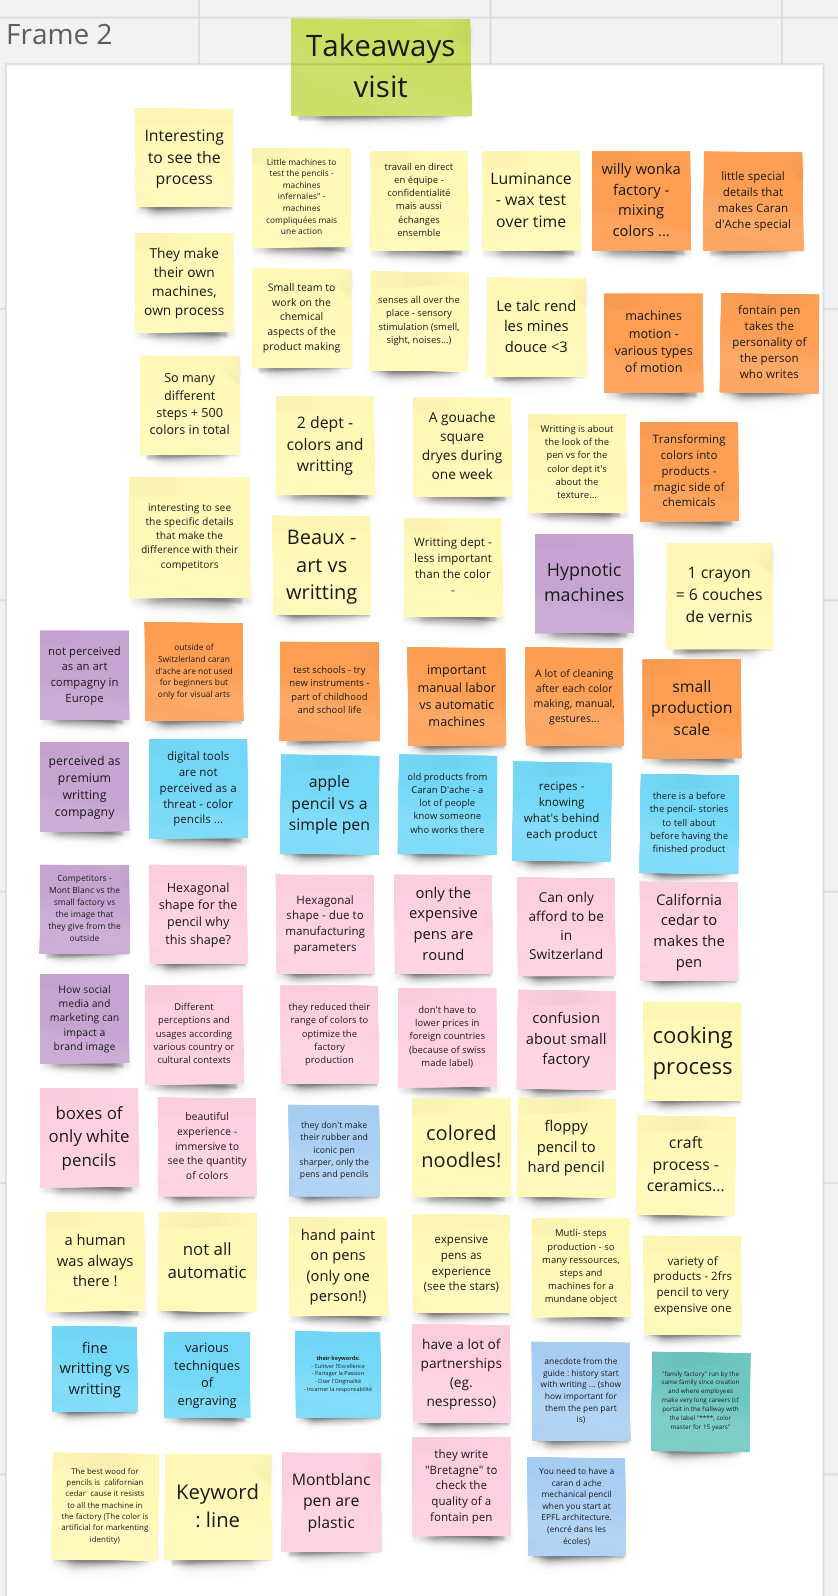 Frame 2
Takeaways
visit
Interesting
to see the
process
Little machines to
test the pencils -
machines
infernales" -
machines
compliquées mais
une action
travail en direct
en équipe -
confidentialité
mais aussi
échanges
ensemble
Luminance
- wax test
over time
willy wonka
factory -
mixing
colors ...
little special
details that
makes Caran
d'Ache special
They make
their own
machines,
own process
Small team to
work on the
chemical
aspects of the
product making
senses all over the
place - sensory
stimulation (smell,
sight, noises...)
Le talc rend
les mines
douce <3
machines
motion -
various types
of motion
fontain pen
takes the
personality of
the person
who writes
So many
different
steps + 500
colors in total
2 dept -
colors and
writting
A gouache
square
dryes during
one week
Writting is about
the look of the
pen vs for the
color dept it's
about the
texture...
Transforming
colors into
products -
magic side of
chemicals
interesting to see
the specific details
that make the
difference with their
competitors
Beaux -
art vs
writting
Writting dept -
less important
than the color
-
Hypnotic
machines
1 crayon
= 6 couches
de vernis
not perceived
as an art
compagny in
Europe
outside of
Switzlerland caran
d'ache are not used
for beginners but
only for visual arts
test schools - try
new instruments -
part of childhood
and school life
important
manual labor
vs automatic
machines
A lot of cleaning
after each color
making, manual,
gestures...
small
production
scale
perceived as
premium
writting
compagny
digital tools
are not
perceived as a
threat - color
pencils ...
apple
pencil vs a
simple pen
old products from
Caran D'ache - a
lot of people
know someone
who works there
recipes -
knowing
what's behind
each product
there is a before
the pencil- stories
to tell about
before having the
finished product
Competitors -
Mont Blanc vs the
small factory vs
the image that
they give from the
outside
Hexagonal
shape for the
pencil why
this shape?
Hexagonal
shape - due to
manufacturing
parameters
only the
expensive
pens are
round
Can only
afford to be
in
Switzerland
California
cedar to
makes the
pen
How social
media and
marketing can
impact a
brand image
Different
perceptions and
usages according
various country or
cultural contexts
they reduced their
range of colors to
optimize the
factory
production
don't have to
lower prices in
foreign countries
(because of swiss
made label)
confusion
about small
factory
cooking
process
boxes of
only white
pencils
beautiful
experience -
immersive to
see the quantity
of colors
they don't make
their rubber and
iconic pen
sharper, only the
pens and pencils
colored
noodles!
floppy
pencil to
hard pencil
craft
process -
ceramics...
a human
was always
there !
not all
automatic
hand paint
on pens
(only one
person!)
expensive
pens as
experience
(see the stars)
Mutli- steps
production - so
many ressources,
steps and
machines for a
mundane object
variety of
products - 2frs
pencil to very
expensive one
fine
writting vs
writting
various
techniques
of
engraving
their keywords:
- Cultiver l'Excellence
- Partager la Passion
- Oser l'Originalité
- Incarner la responsabilité
have a lot of
partnerships
(eg.
nespresso)
anecdote from the
guide : history start
with writing ... (show
how important for
them the pen part
is)
"family factory" run by the
same family since creation
and where employees
make very long careers (cf
portait in the hallway with
the label "****, color
master for 15 years"
The best wood for
pencils is californian
cedar cause it resists
to all the machine in
the factory (The color is
artificial for markenting
identity)
Keyword
: line
Montblanc
pen are
plastic
they write
"Bretagne" to
check the
quality of a
fontain pen
You need to have a
caran d ache
mechanical pencil
when you start at
EPFL architecture.
(encré dans les
écoles)